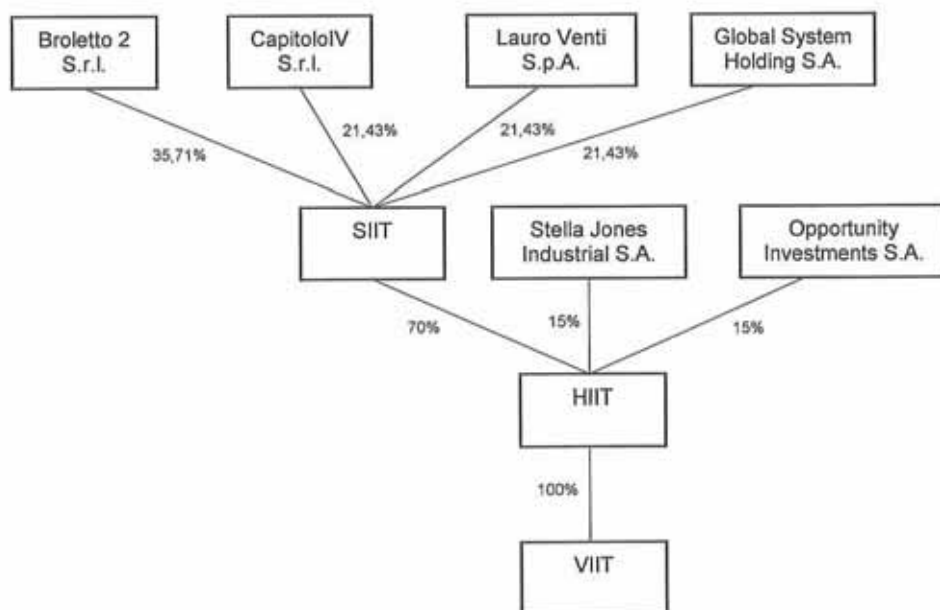 Broletto 2
S.r.l.
CapitoloIV
S.r.l.
Lauro Venti
S.p.A.
Global System
Holding S.A.
35,71%
21,43%
21,43%
21,43%
SIIT
Stella Jones
Industrial S.A.
Opportunity
Investments S.A.
70%
15%
15%
HIIT
100%
VIIT